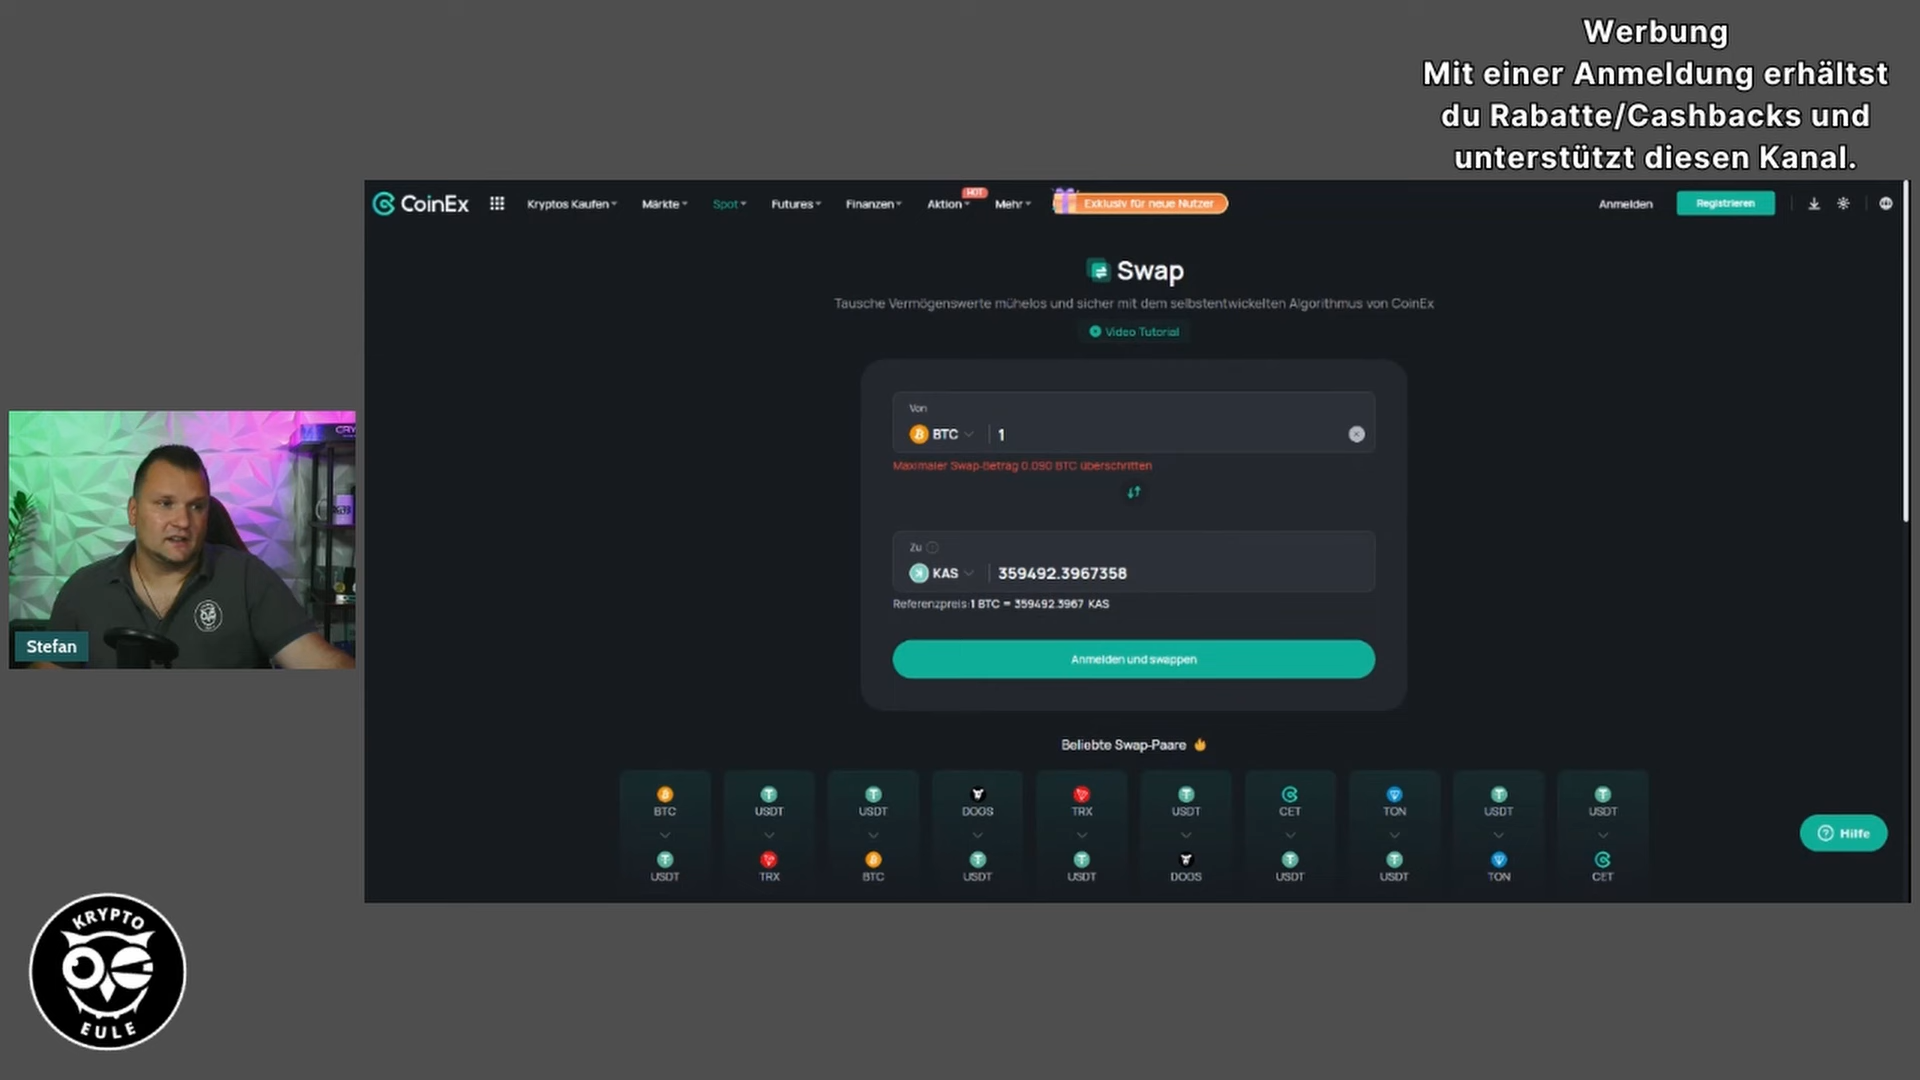 Werbung
Mit einer Anmeldung erhältst
du Rabatte/Cashbacks und
unterstützt diesen Kanal.
CoinEx Kryptos Kaufen Märkte Spot Futures Finanzen Aktion HOT Mehr Exklusiv für neue Nutzer Anmelden Registrieren
Swap
Tausche Vermögenswerte mühelos und sicher mit dem selbstentwickelten Algorithmus von CoinEx
Video Tutorial
Von
BTC 1
Maximaler Swap-Betrag 0.090 BTC überschritten
Zu
KAS 359492.3967358
Referenzpreis:1 BTC = 359492.3967 KAS
Anmelden und swappen
Beliebte Swap-Paare
BTC USDT USDT DOGS TRX USDT CET TON USDT USDT
USDT TRX BTC USDT USDT DOGS USDT USDT TON CET
Hilfe
CRY
Stefan
KRYPTO
EULE